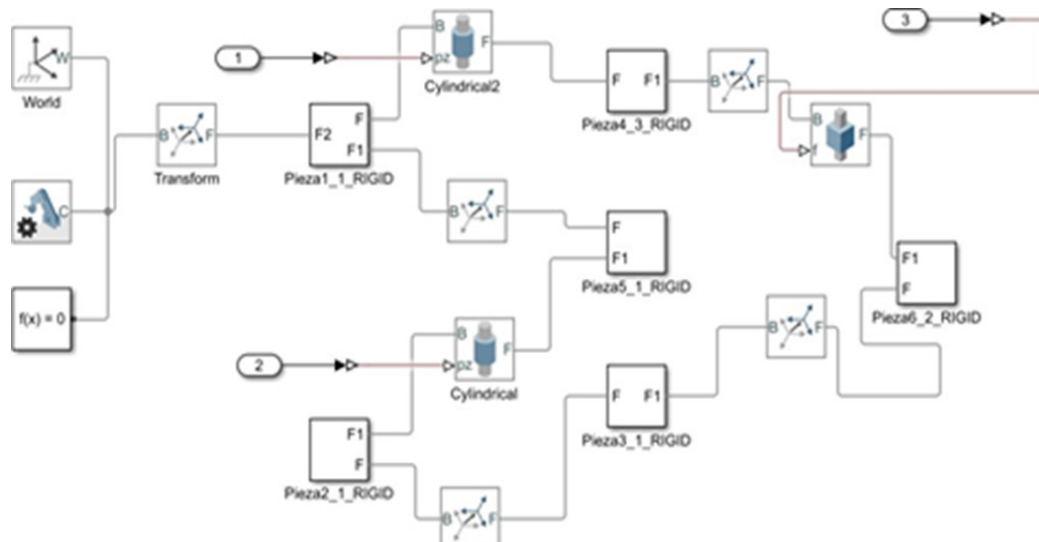 W
World
C
f(x) = 0
B F
Transform
1
B
pz
F
Cylindrical2
F
F2
F1
Pieza1_1_RIGID
F F1
Pieza4_3_RIGID
B F
3
B
f
F
B F
F
F1
Pieza5_1_RIGID
F1
F
Pieza6_2_RIGID
2
B
pz
F
Cylindrical
B F
F F1
Pieza3_1_RIGID
F1
F
Pieza2_1_RIGID
B F